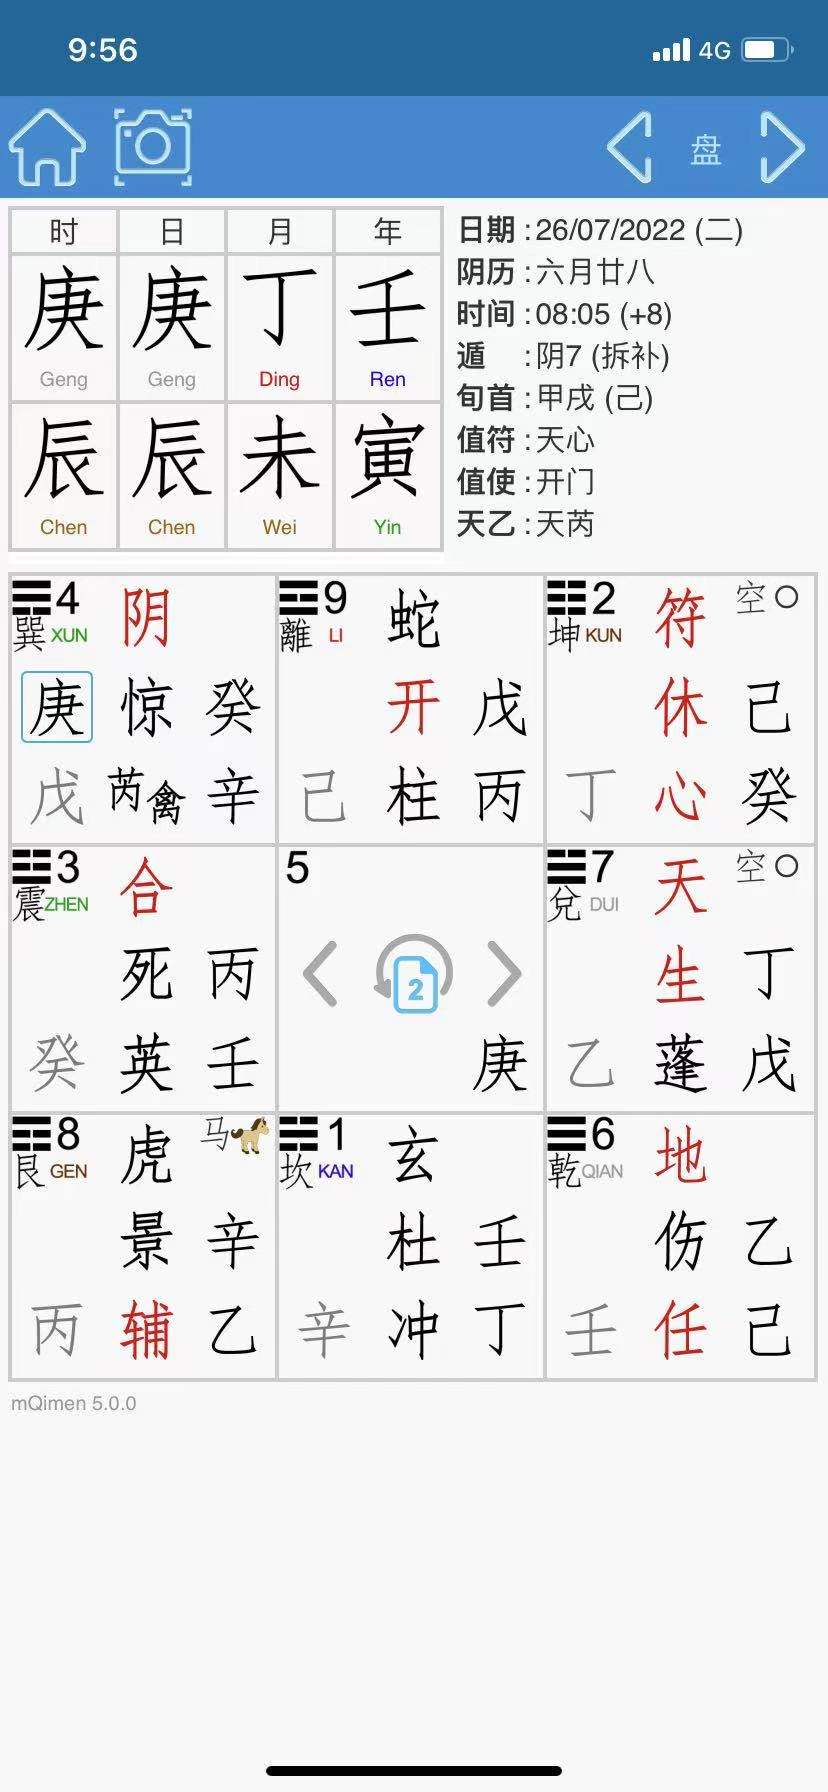 9:56
4G
盘
时 日 月 年
庚 庚 丁 壬
Geng Geng Ding Ren
辰 辰 未 寅
Chen Chen Wei Yin
日期 :26/07/2022 (二)
阴历 :六月廿八
时间 :08:05 (+8)
遁 :阴7 (拆补)
旬首 :甲戌 (己)
值符 :天心
值使 :开门
天乙 :天芮
4 阴
巽 XUN
庚 惊 癸
戊 芮禽 辛
9 蛇
離 LI
开 戊
己 柱 丙
2 符 空
坤 KUN
休 己
丁 心 癸
3 合
震 ZHEN
死 丙
癸 英 壬
5
2
庚
7 天 空
兌 DUI
生 丁
乙 蓬 戊
8 虎 马
艮 GEN
景 辛
丙 辅 乙
1 玄
坎 KAN
杜 壬
辛 冲 丁
6 地
乾 QIAN
伤 乙
壬 任 己
mQimen 5.0.0